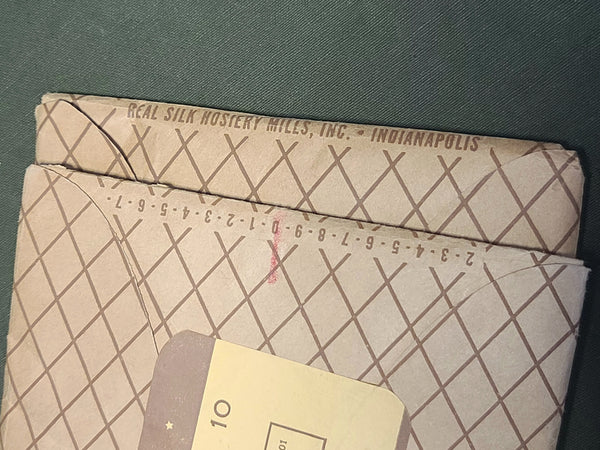 REAL SILK HOSIERY MILLS, INC. • INDIANAPOLIS
2-3-4-5-6-7-8-9-0-1-2-3-4-5-6-7-
10